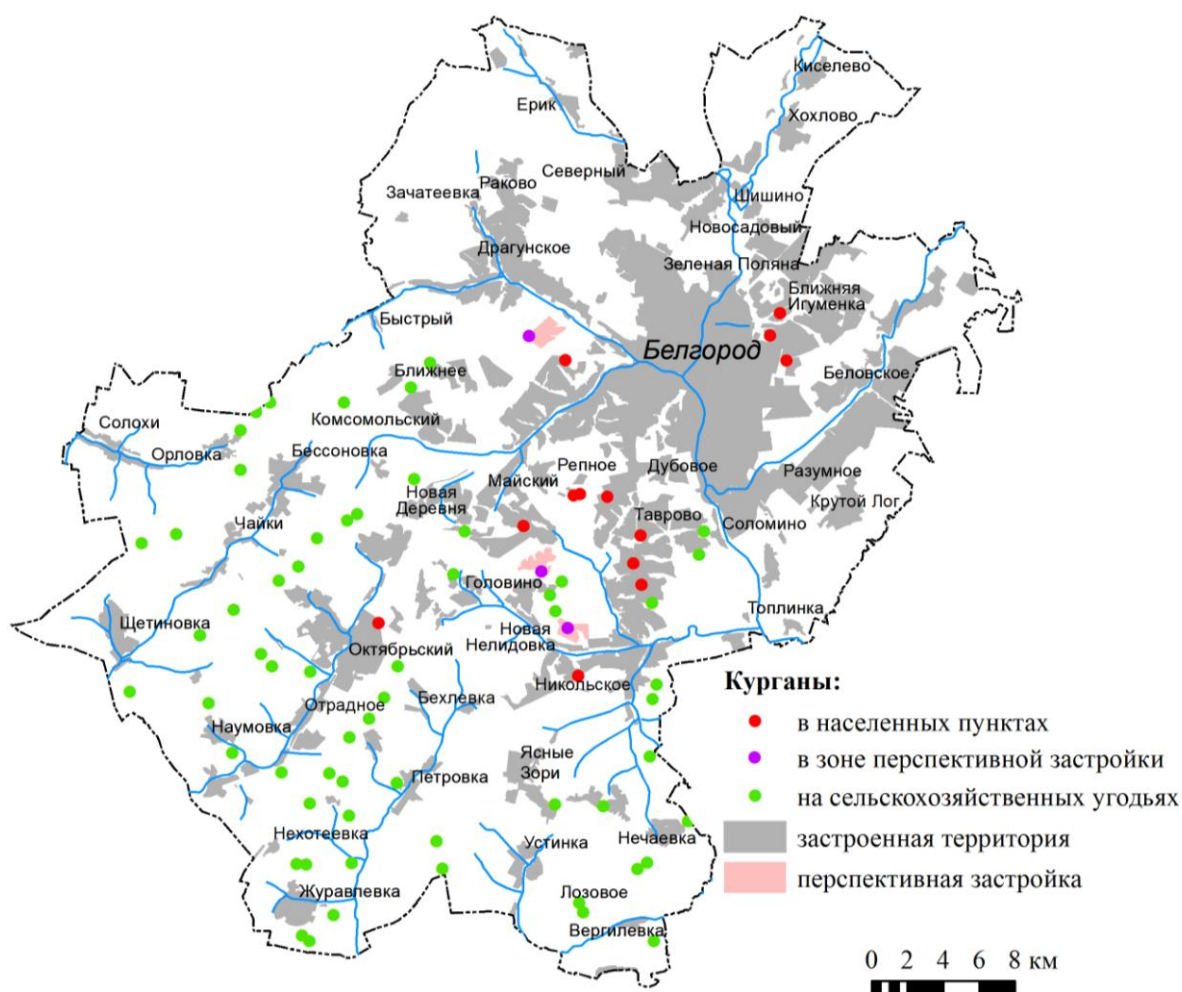 Киселево
Ерик
Хохлово
Северный
Раково
Зачатеевка
Шишино
Новосадовый
Драгунское
Зеленая Поляна
Ближняя
Игуменка
Быстрый
Белгород
Ближнее
Беловское
Комсомольский
Солохи
Орловка
Бессоновка
Репное
Дубовое
Майский
Разумное
Новая
Деревня
Крутой Лог
Таврово
Соломино
Чайки
Головино
Топлинка
Щетиновка
Новая
Нелидовка
Октябрьский
Никольское
Бехлевка
Отрадное
Наумовка
Ясные
Зори
Петровка
Нехотеевка
Устинка
Нечаевка
Журавлевка
Лозовое
Вергилевка
Курганы:
в населенных пунктах
в зоне перспективной застройки
на сельскохозяйственных угодьях
застроенная территория
перспективная застройка
0 2 4 6 8 км